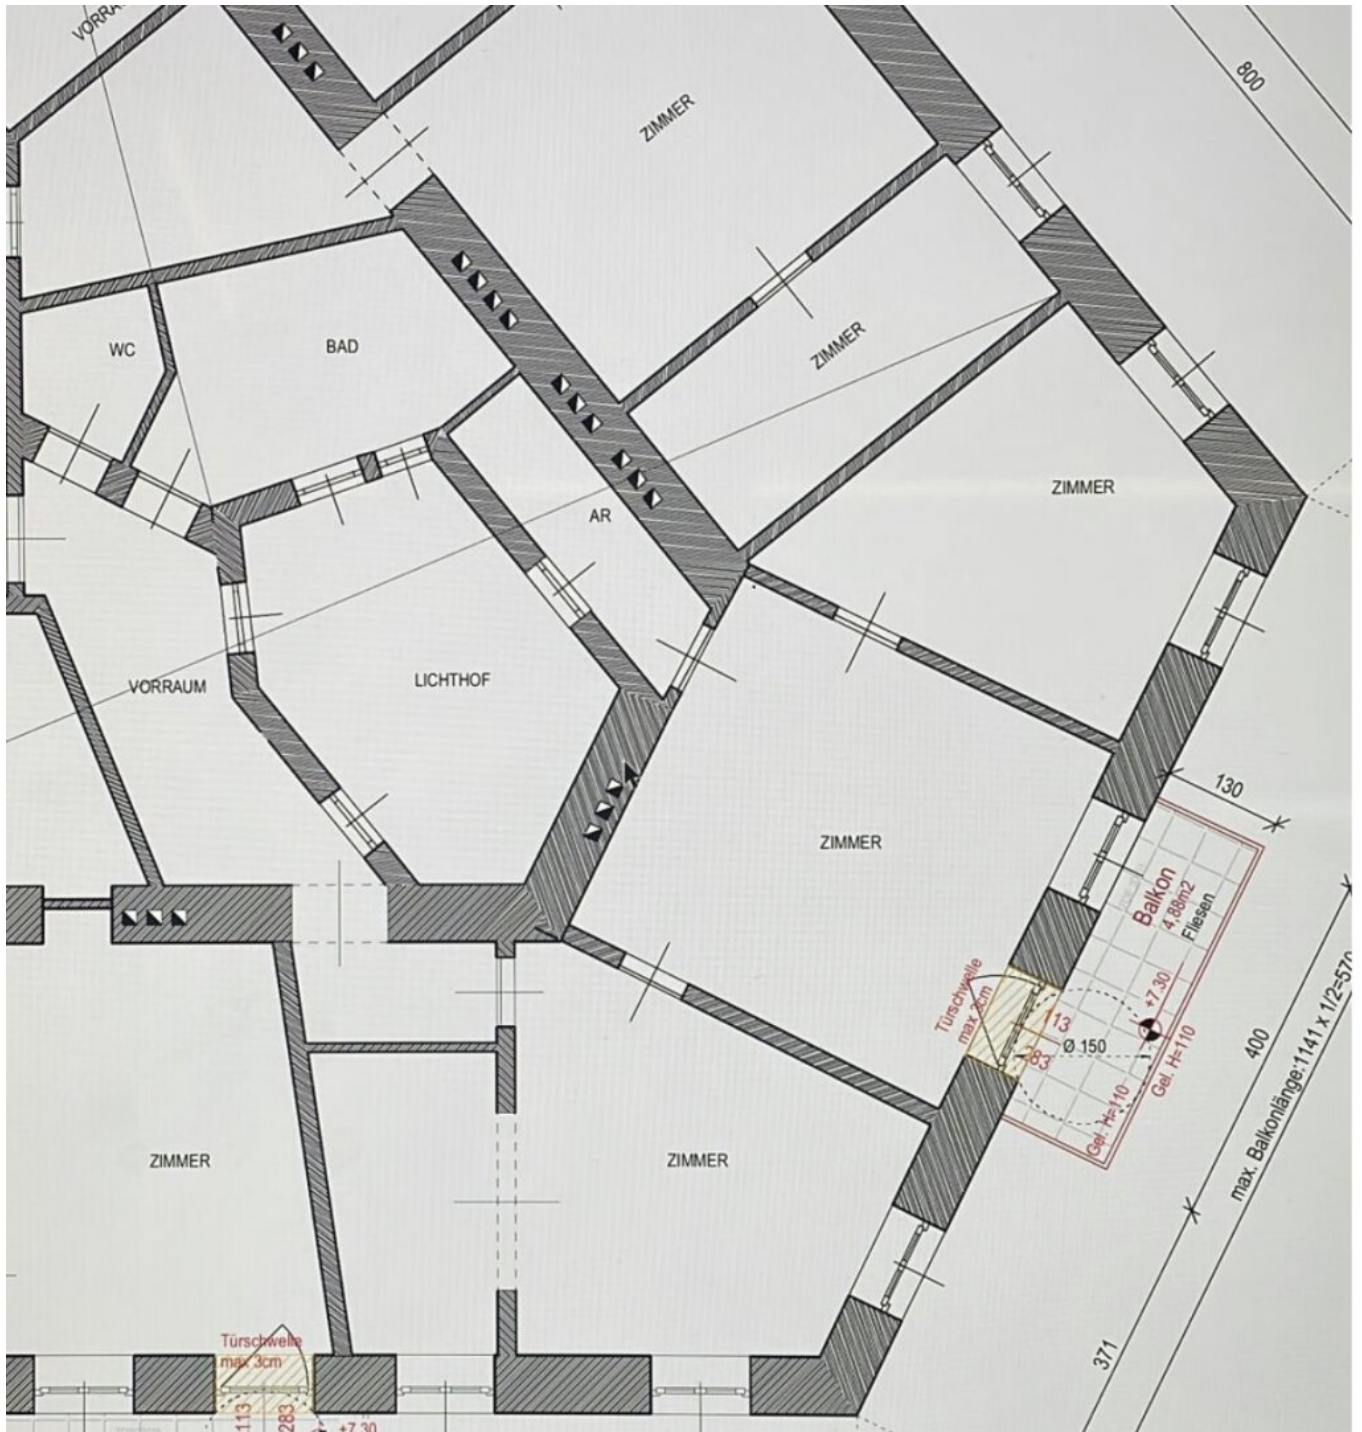 800
ZIMMER
ZIMMER
WC
BAD
ZIMMER
AR
VORRAUM
LICHTHOF
130
ZIMMER
Balkon
4,88m2
Fliesen
Türschwelle
max. 3cm
+7.30
113
283
Ø 150
Gel. H=110
Gel. H=110
400
max. Balkonlänge:1141 x 1/2=570
ZIMMER
ZIMMER
371
Türschwelle
max 3cm
113
283
+7.30